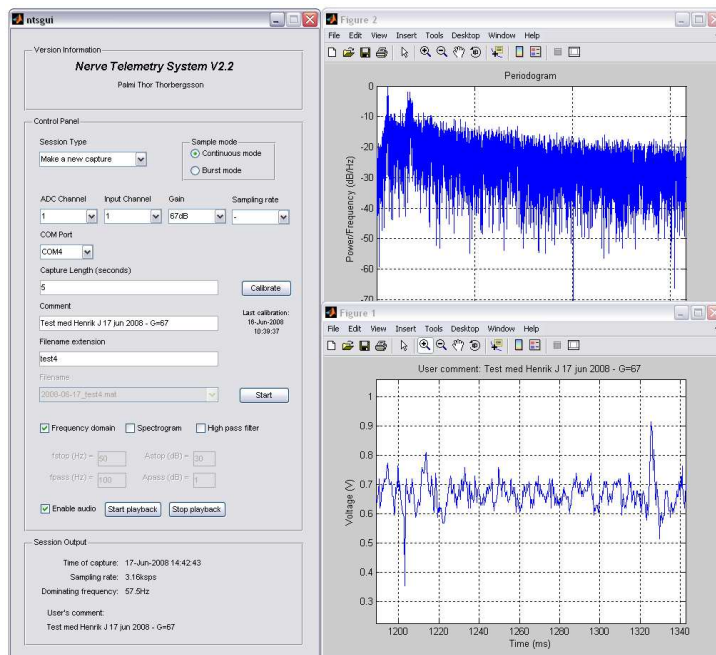 ntsgui
Version Information
Nerve Telemetry System V2.2
Palmi Thor Thorbergsson
Control Panel
Session Type
Make a new capture
Sample mode
Continuous mode
Burst mode
ADC Channel Input Channel Gain Sampling rate
1 1 67dB -
COM Port
COM4
Capture Length (seconds)
5
Calibrate
Comment
Test med Henrik J 17 jun 2008 - G=67
Last calibration:
16-Jun-2008
10:39:37
Filename extension
test4
Filename
2008-06-17_test4.mat
Start
Frequency domain Spectrogram High pass filter
fstop (Hz) = 50 Astop (dB) = 30
fpass (Hz) = 100 Apass (dB) = 1
Enable audio Start playback Stop playback
Session Output
Time of capture: 17-Jun-2008 14:42:43
Sampling rate: 3.16ksps
Dominating frequency: 57.5Hz
User's comment:
Test med Henrik J 17 jun 2008 - G=67
Figure 2
File Edit View Insert Tools Desktop Window Help
Periodogram
Power/Frequency (dB/Hz)
0
-10
-20
-30
-40
-50
-60
-70
Figure 1
File Edit View Insert Tools Desktop Window Help
User comment: Test med Henrik J 17 jun 2008 - G=67
Voltage (V)
1
0.9
0.8
0.7
0.6
0.5
0.4
0.3
1200 1220 1240 1260 1280 1300 1320 1340
Time (ms)